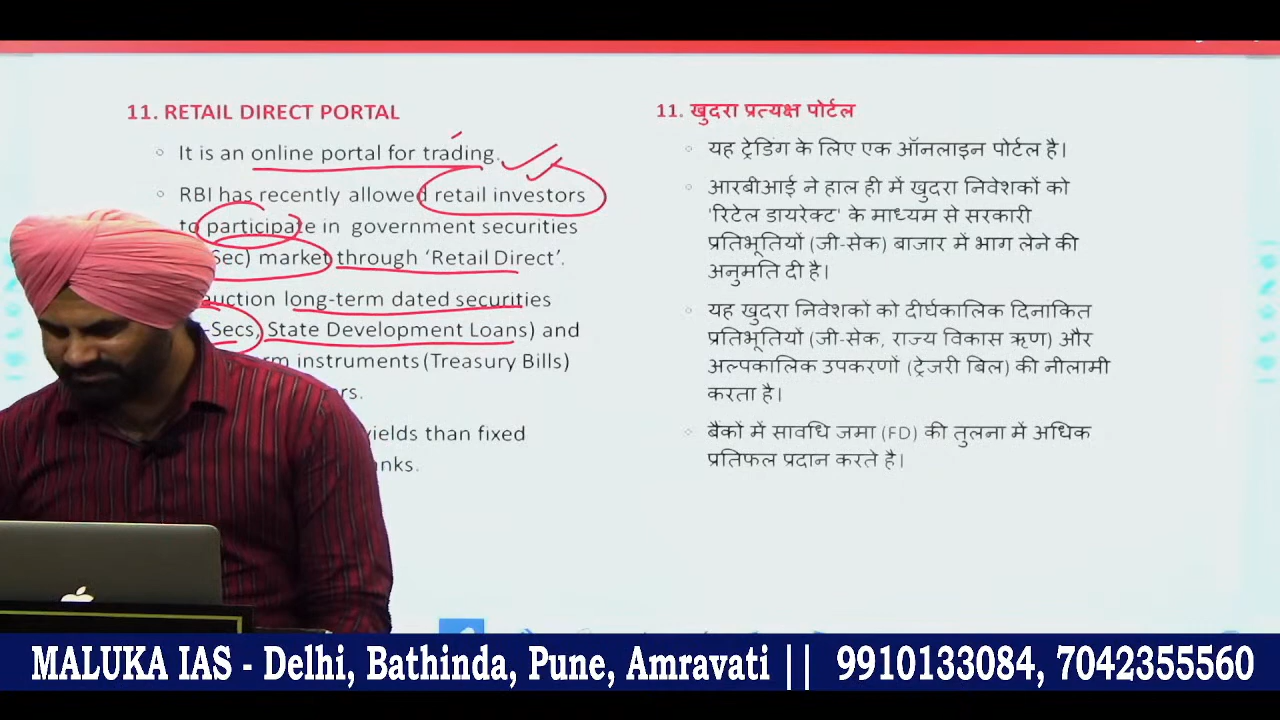 11. RETAIL DIRECT PORTAL
It is an online portal for trading.
RBI has recently allowed retail investors
to participate in government securities
Sec) market through ‘Retail Direct’.
auction long-term dated securities
-Secs, State Development Loans) and
instruments (Treasury Bills)
yields than fixed
11. खुदरा प्रत्यक्ष पोर्टल
यह ट्रेडिंग के लिए एक ऑनलाइन पोर्टल है।
आरबीआई ने हाल ही में खुदरा निवेशकों को
'रिटेल डायरेक्ट' के माध्यम से सरकारी
प्रतिभूतियों (जी-सेक) बाजार में भाग लेने की
अनुमति दी है।
यह खुदरा निवेशकों को दीर्घकालिक दिनांकित
प्रतिभूतियों (जी-सेक, राज्य विकास ऋण) और
अल्पकालिक उपकरणों (ट्रेजरी बिल) की नीलामी
करता है।
बैंकों में सावधि जमा (FD) की तुलना में अधिक
प्रतिफल प्रदान करते है।
MALUKA IAS - Delhi, Bathinda, Pune, Amravati || 9910133084, 7042355560